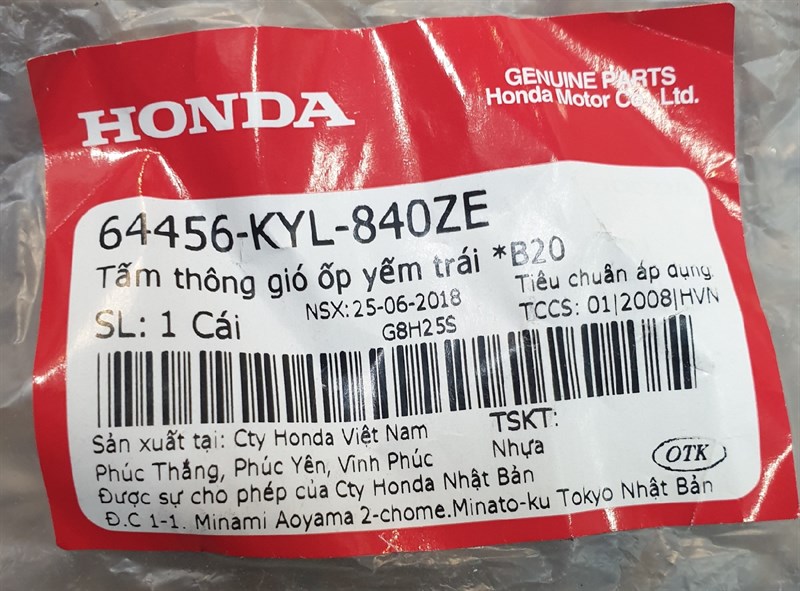 HONDA
GENUINE PARTS
Honda Motor Co., Ltd.
64456-KYL-840ZE
Tấm thông gió ốp yếm trái *B20
SL: 1 Cái
NSX:25-06-2018
G8H25S
Tiêu chuẩn áp dụng.
TCCS: 01|2008|HVN
Sản xuất tại: Cty Honda Việt Nam
Phúc Thắng, Phúc Yên, Vĩnh Phúc
TSKT:
Nhựa
OTK
Được sự cho phép của Cty Honda Nhật Bản
Đ.C 1-1. Minami Aoyama 2-chome.Minato-ku Tokyo Nhật Bản